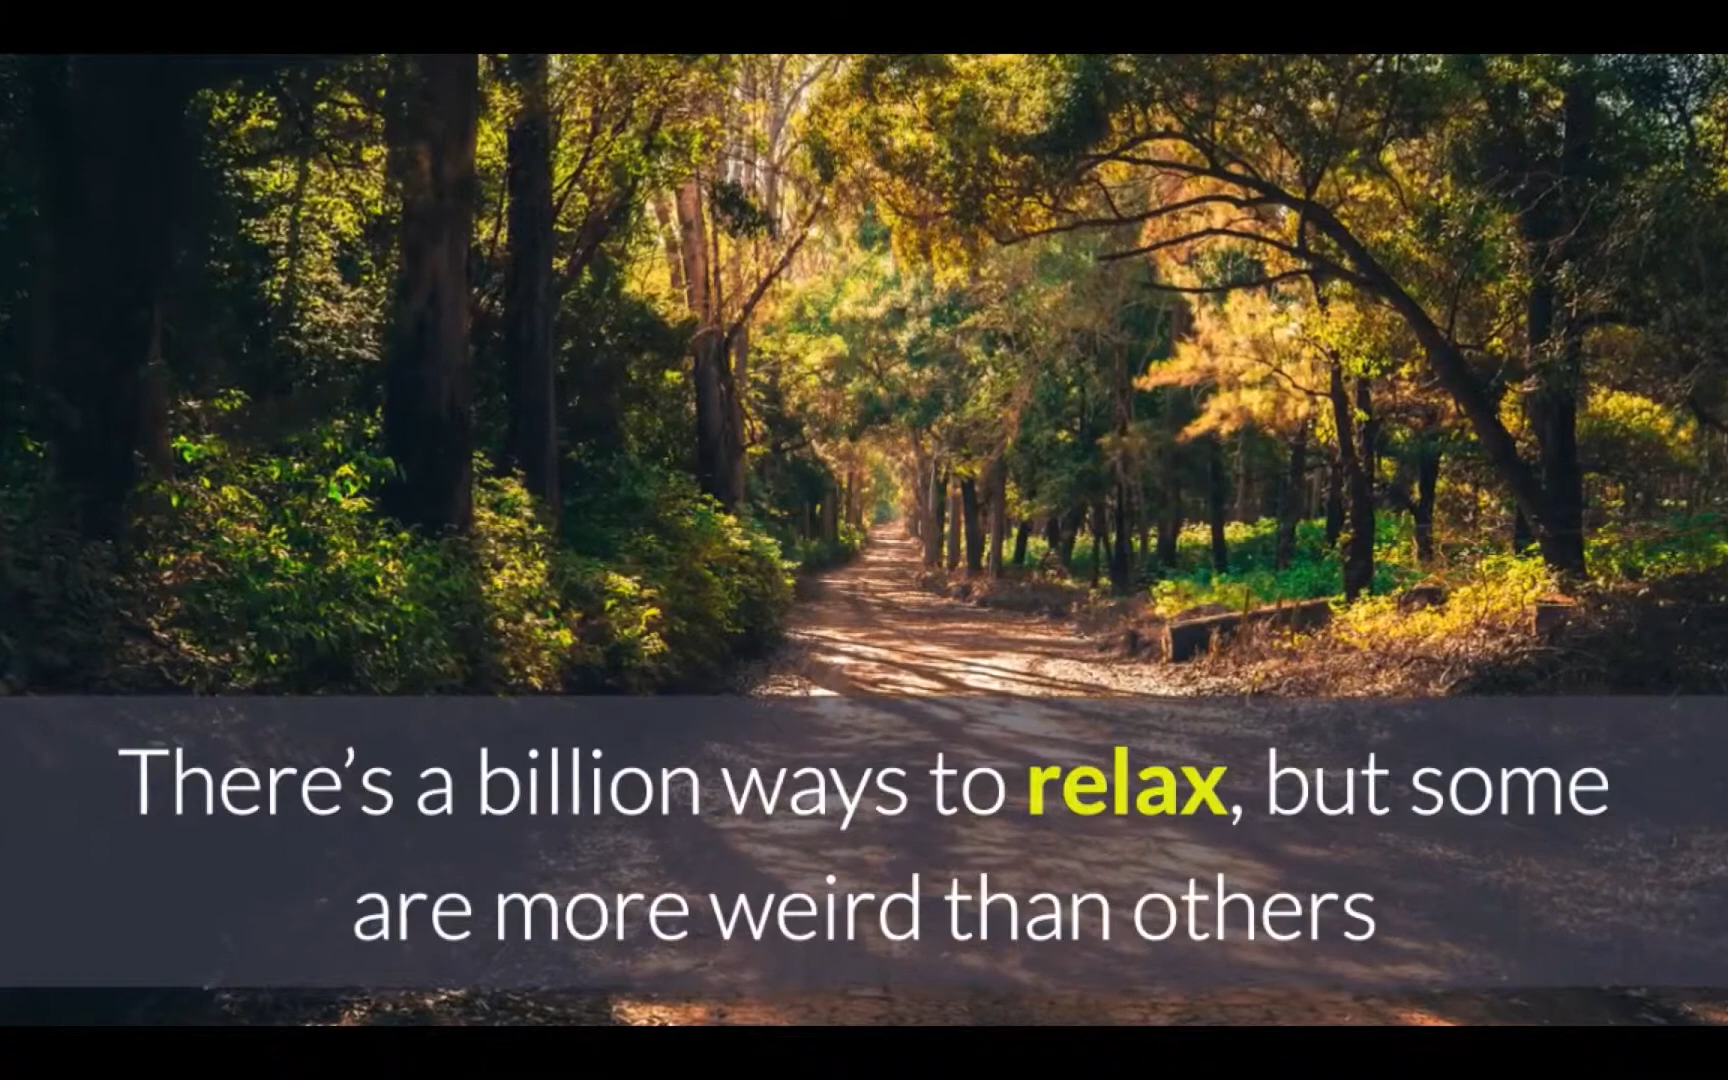 There’s a billion ways to relax, but some
are more weird than others